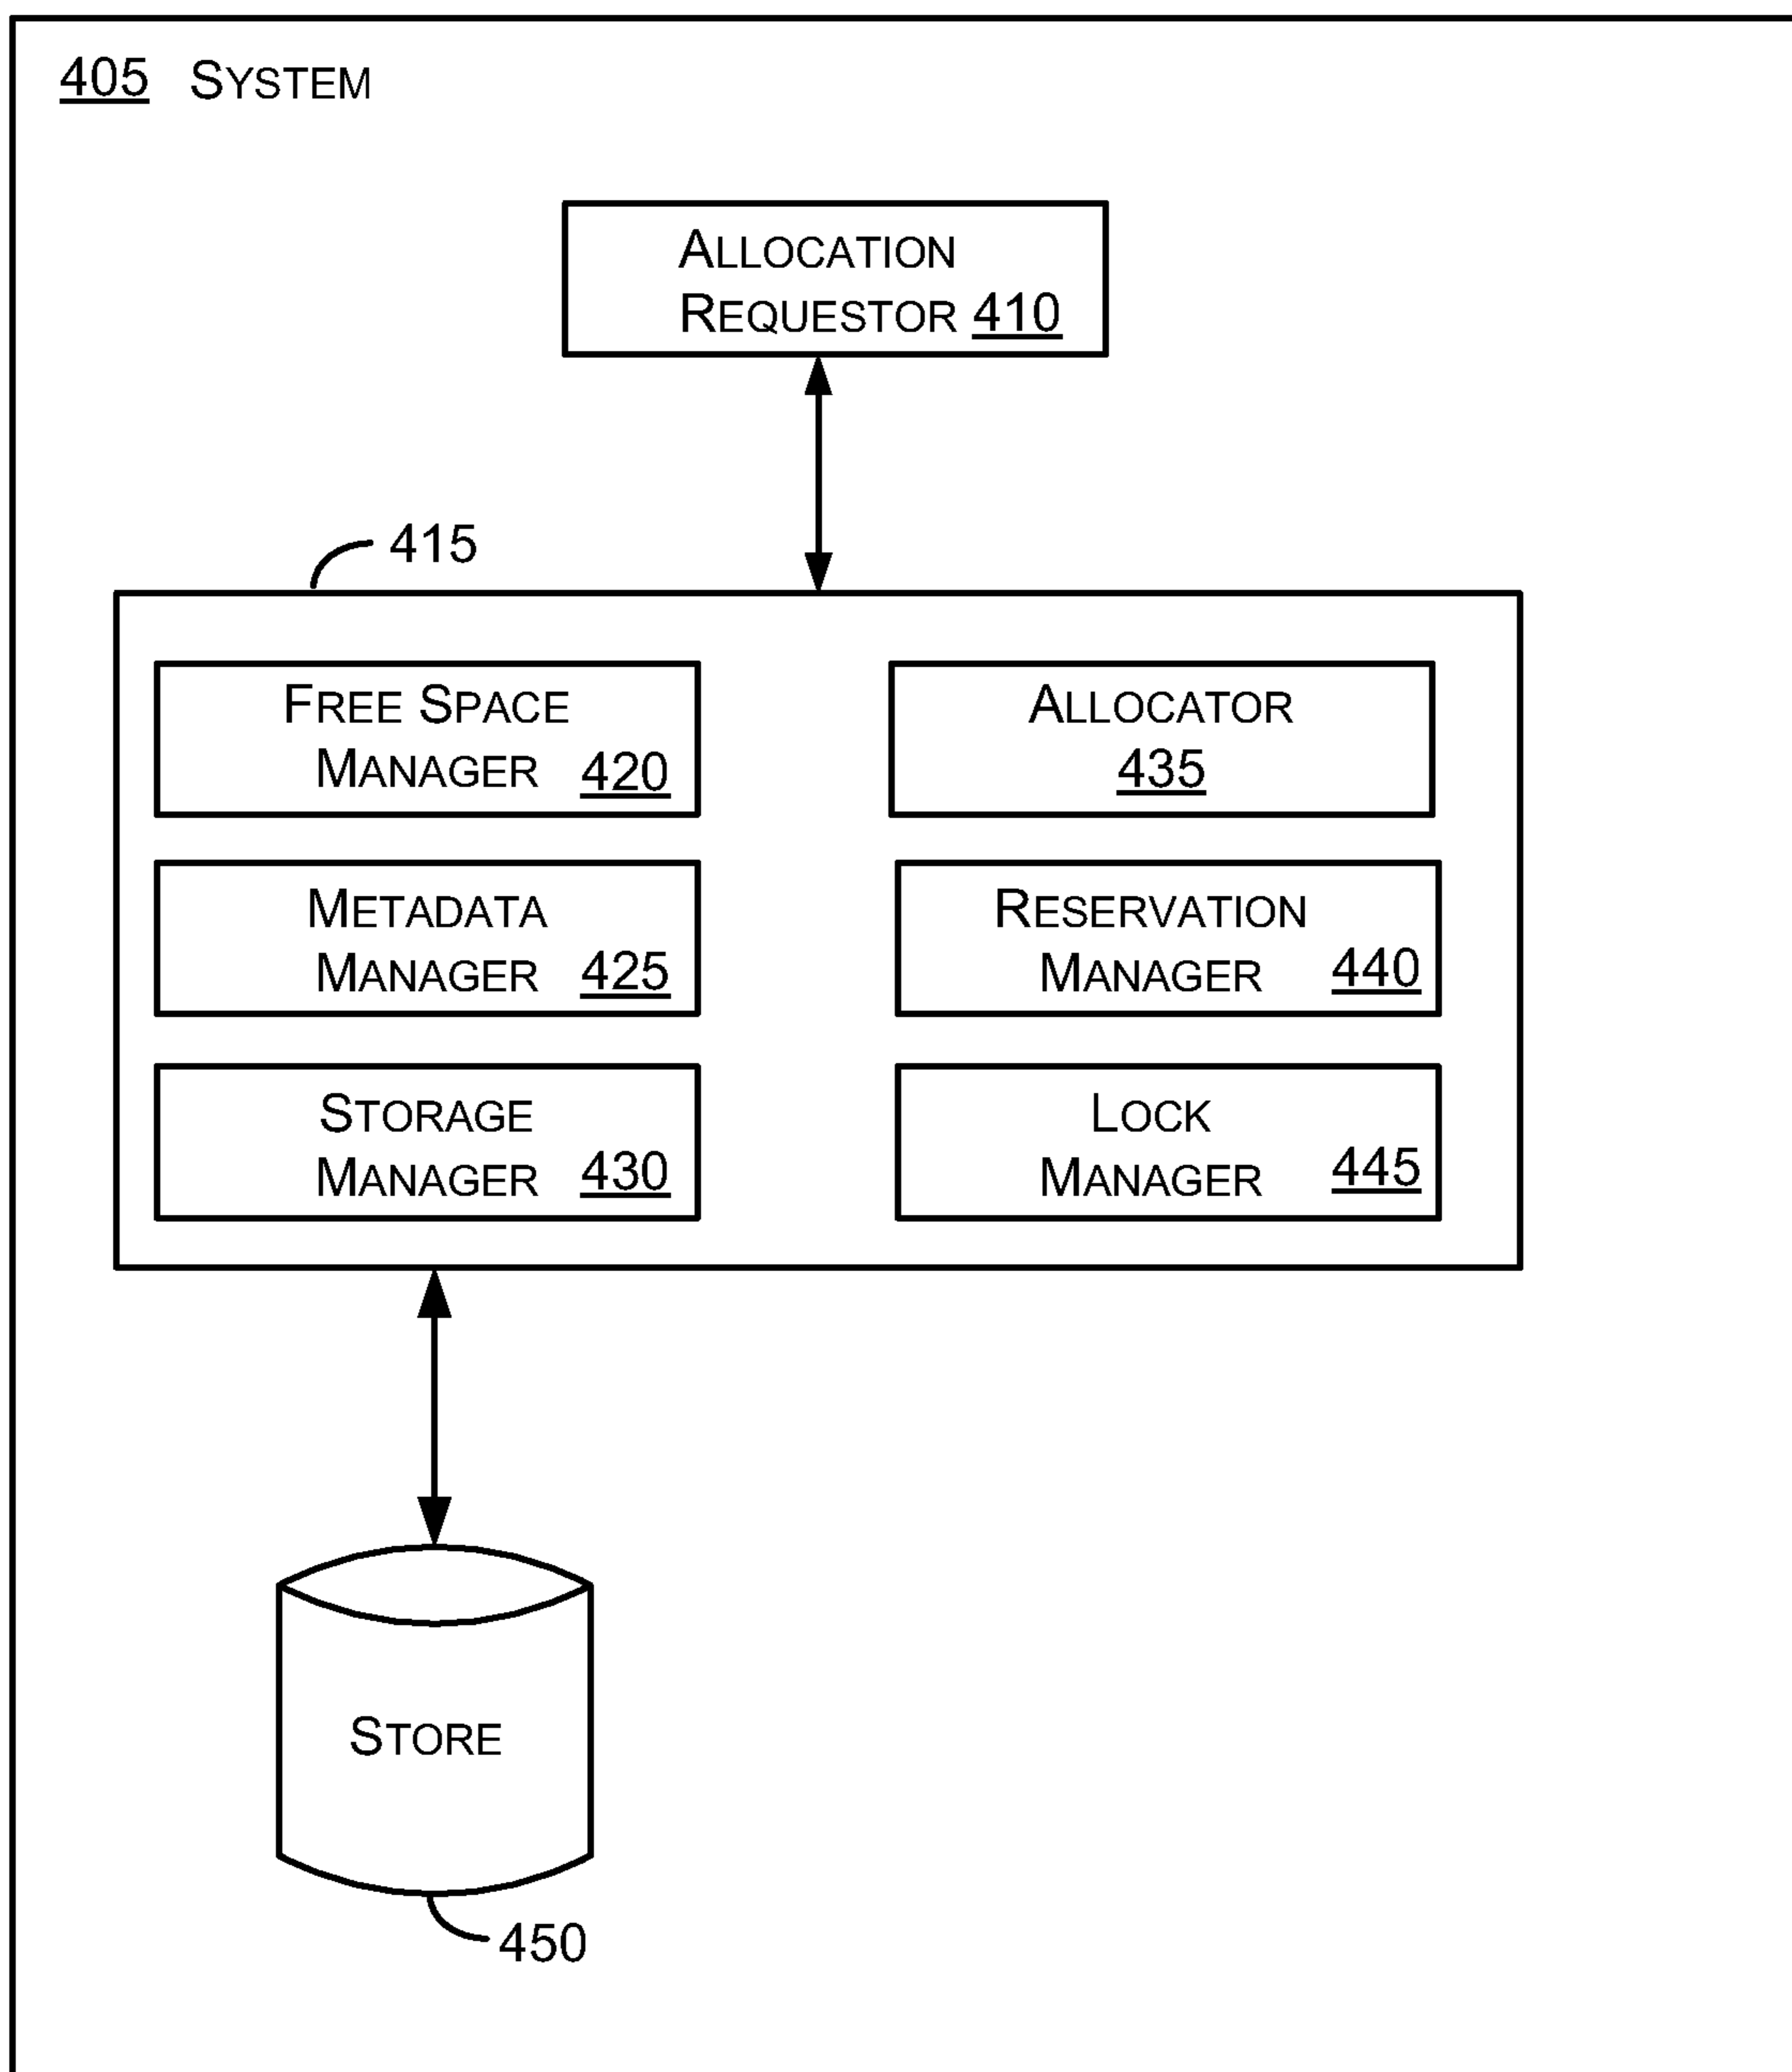 405 SYSTEM
ALLOCATION
REQUESTOR 410
415
FREE SPACE
MANAGER 420
ALLOCATOR
435
METADATA
MANAGER 425
RESERVATION
MANAGER 440
STORAGE
MANAGER 430
LOCK
MANAGER 445
STORE
450